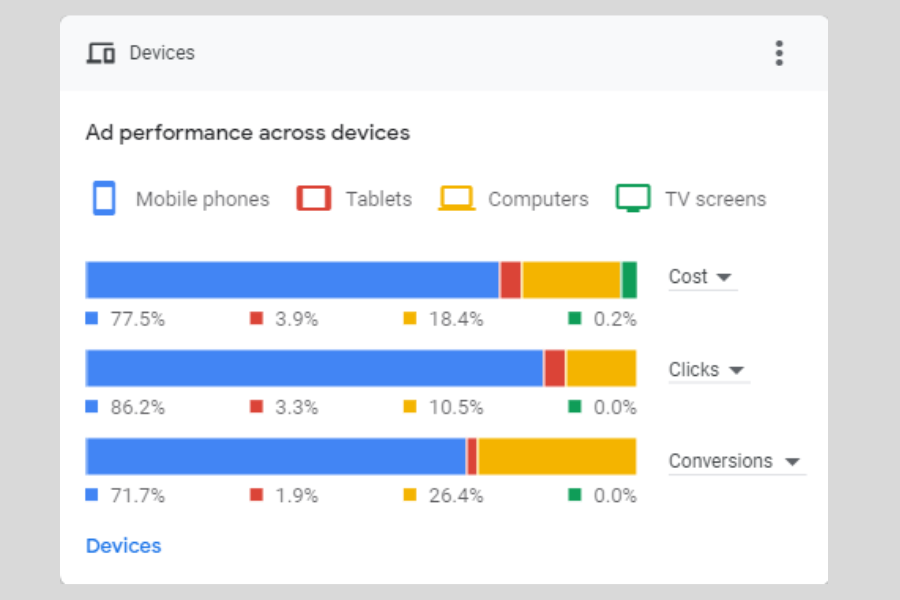 Devices
Ad performance across devices
Mobile phones Tablets Computers TV screens
Cost
77.5% 3.9% 18.4% 0.2%
Clicks
86.2% 3.3% 10.5% 0.0%
Conversions
71.7% 1.9% 26.4% 0.0%
Devices